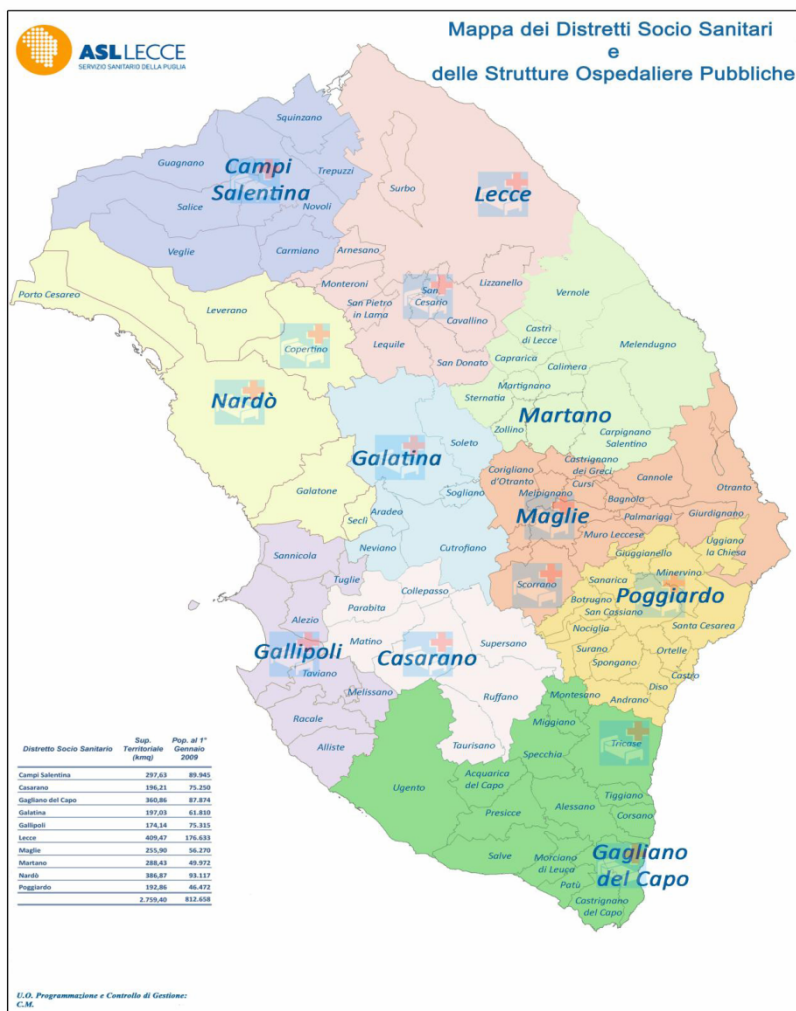 Mappa dei Distretti Socio Sanitari
e
delle Strutture Ospedaliere Pubbliche
ASL LECCE
SERVIZIO SANITARIO DELLA PUGLIA
Squinzano
Guagnano
Campi
Salentina
Trepuzzi
Salice
Novoli
Veglie
Carmiano
Surbo
Lecce
Arnesano
Monteroni
San
Cesario
Lizzanello
San Pietro
in Lama
Cavallino
Lequile
San Donato
Porto Cesareo
Leverano
Copertino
Nardò
Galatone
Seclì
Vernole
Castrì
di Lecce
Melendugno
Caprarica
Calimera
Martignano
Sternatia
Martano
Zollino
Carpignano
Salentino
Soleto
Galatina
Sogliano
Aradeo
Neviano
Cutrofiano
Corigliano
d'Otranto
Castrignano
dei Greci
Melpignano
Cursi
Cannole
Bagnolo
Otranto
Maglie
Palmariggi
Giurdignano
Muro Leccese
Scorrano
Giuggianello
Uggiano
la Chiesa
Minervino
Sanarica
Poggiardo
Botrugno
San Cassiano
Santa Cesarea
Nociglia
Surano
Spongano
Ortelle
Castro
Diso
Andrano
Sannicola
Tuglie
Alezio
Gallipoli
Taviano
Melissano
Racale
Alliste
Collepasso
Parabita
Matino
Supersano
Casarano
Ruffano
Taurisano
Montesano
Miggiano
Tricase
Specchia
Ugento
Acquarica
del Capo
Tiggiano
Presicce
Alessano
Corsano
Salve
Morciano
di Leuca
Gagliano
del Capo
Patù
Castrignano
del Capo
Distretto Socio Sanitario Sup. Territoriale (kmq) Pop. al 1° Gennaio 2009
Campi Salentina 297,63 89.945
Casarano 196,21 75.250
Gagliano del Capo 360,86 87.874
Galatina 197,03 61.810
Gallipoli 174,14 75.315
Lecce 409,47 176.633
Maglie 255,90 56.270
Martano 288,43 49.972
Nardò 386,87 93.117
Poggiardo 192,86 46.472
2.759,40 812.658
U.O. Programmazione e Controllo di Gestione:
C.M.